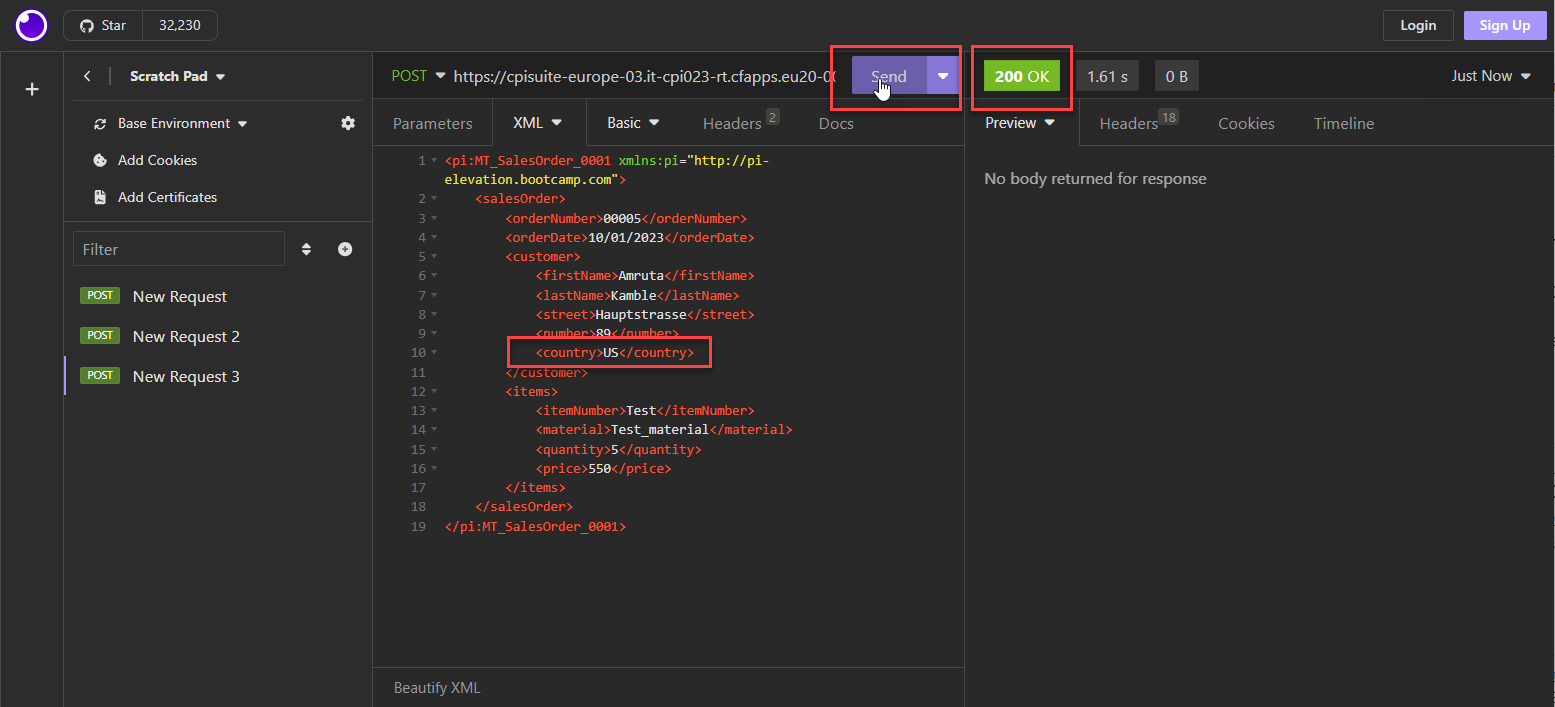 Star 32,230
Login
Sign Up
Scratch Pad
Base Environment
Add Cookies
Add Certificates
Filter
POST New Request
POST New Request 2
POST New Request 3
POST https://cpisuite-europe-03.it-cpi023-rt.cfapps.eu20-0
Send
Parameters XML Basic Headers 2 Docs
1 <pi:MT_SalesOrder_0001 xmlns:pi="http://pi-
elevation.bootcamp.com">
2 <salesOrder>
3 <orderNumber>00005</orderNumber>
4 <orderDate>10/01/2023</orderDate>
5 <customer>
6 <firstName>Amruta</firstName>
7 <lastName>Kamble</lastName>
8 <street>Hauptstrasse</street>
9 <number>89</number>
10 <country>US</country>
11 </customer>
12 <items>
13 <itemNumber>Test</itemNumber>
14 <material>Test_material</material>
15 <quantity>5</quantity>
16 <price>550</price>
17 </items>
18 </salesOrder>
19 </pi:MT_SalesOrder_0001>
Beautify XML
200 OK 1.61 s 0 B Just Now
Preview Headers 18 Cookies Timeline
No body returned for response